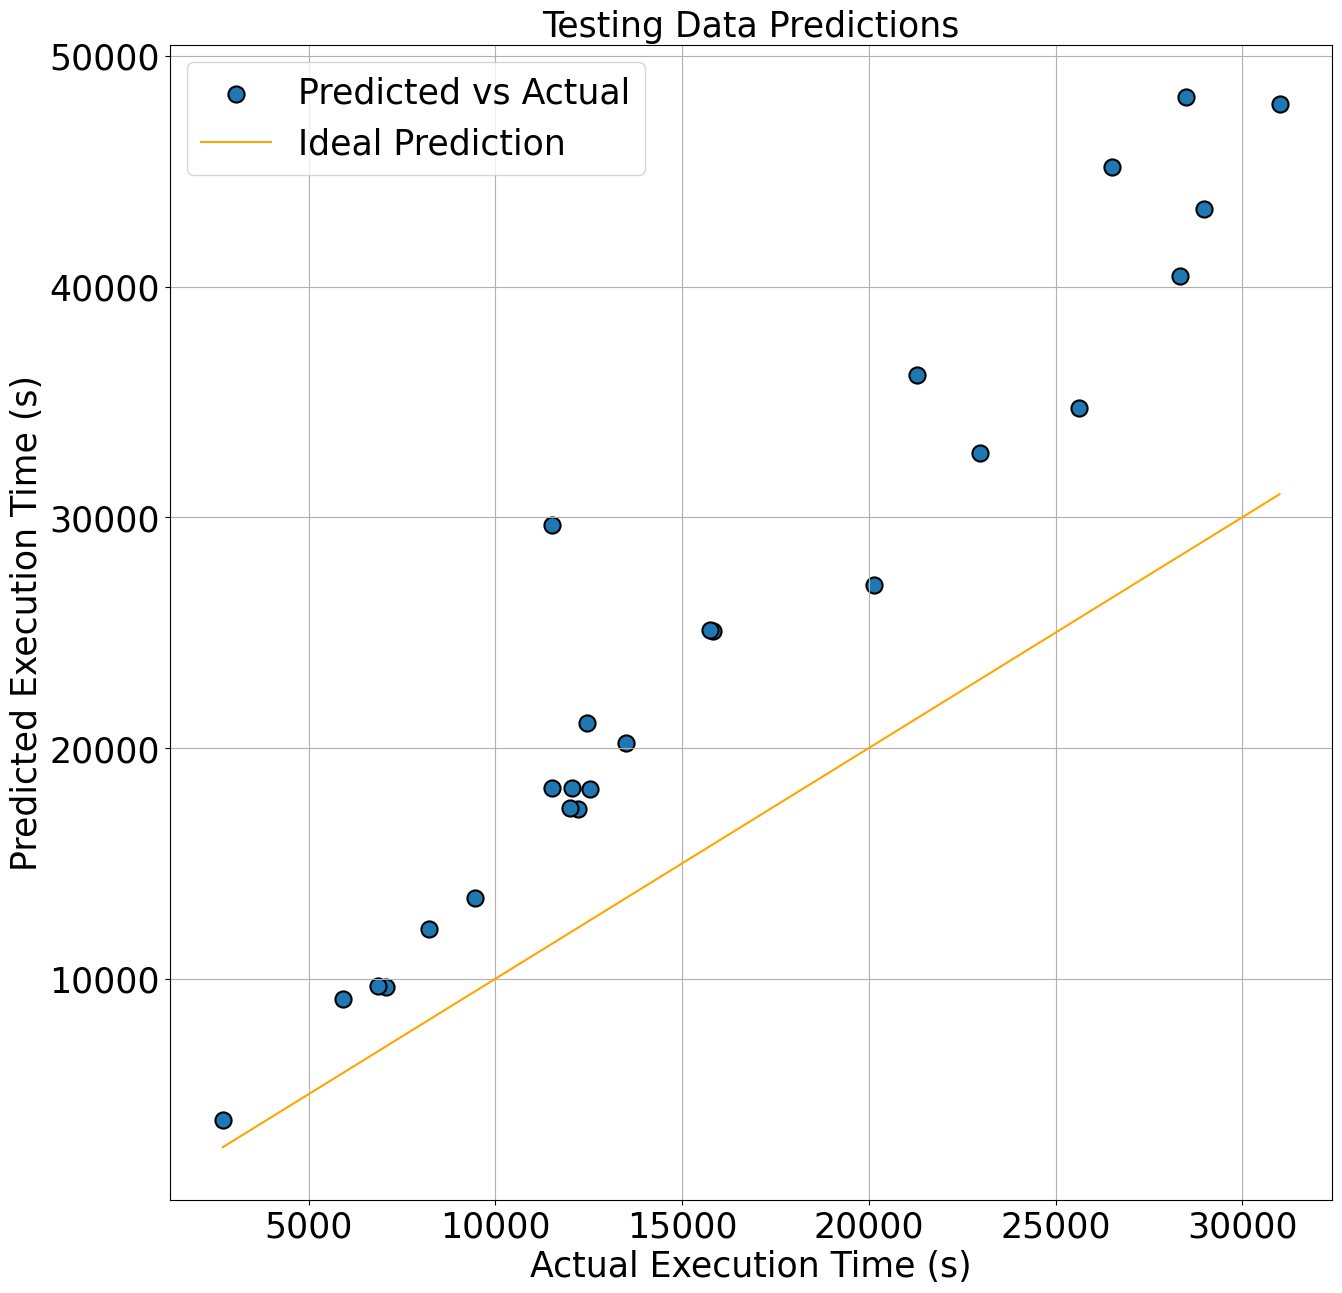 Testing Data Predictions
50000
40000
30000
20000
10000
Predicted Execution Time (s)
Predicted vs Actual
Ideal Prediction
5000 10000 15000 20000 25000 30000
Actual Execution Time (s)